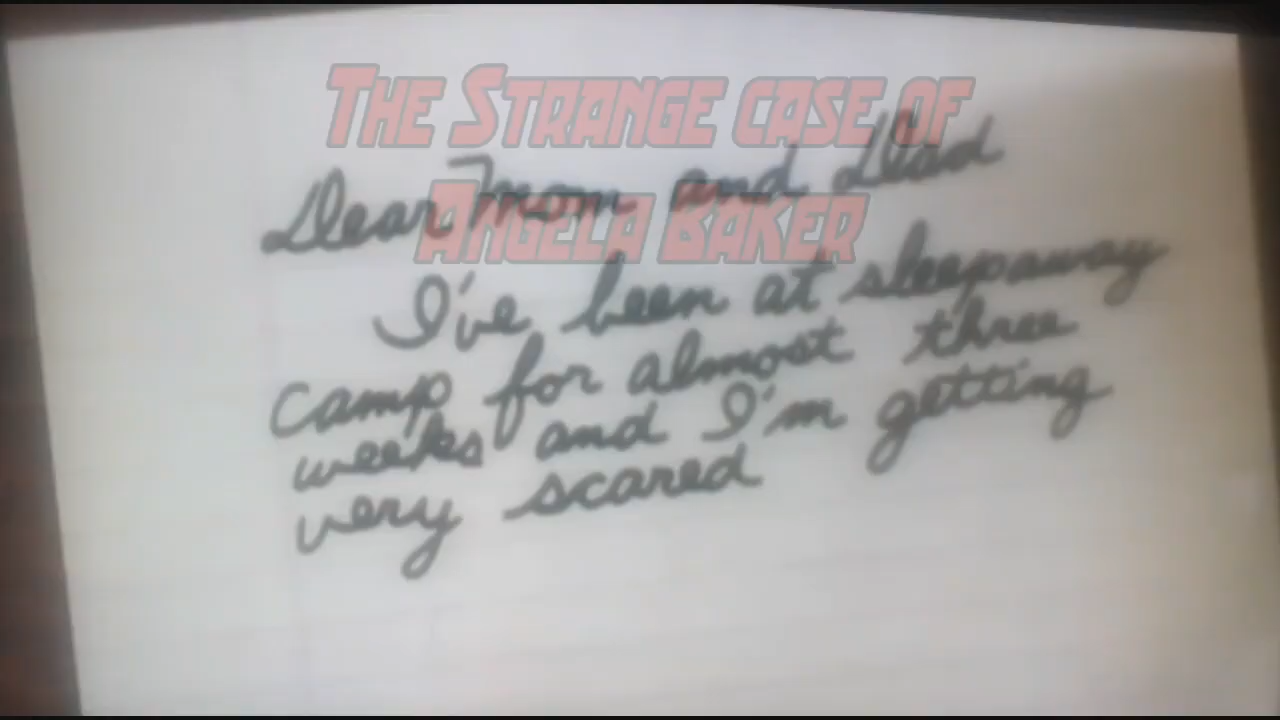 The Strange case of
Angela Baker
Dear Mom and Dad
I've been at sleepaway
camp for almost three
weeks and I'm getting
very scared